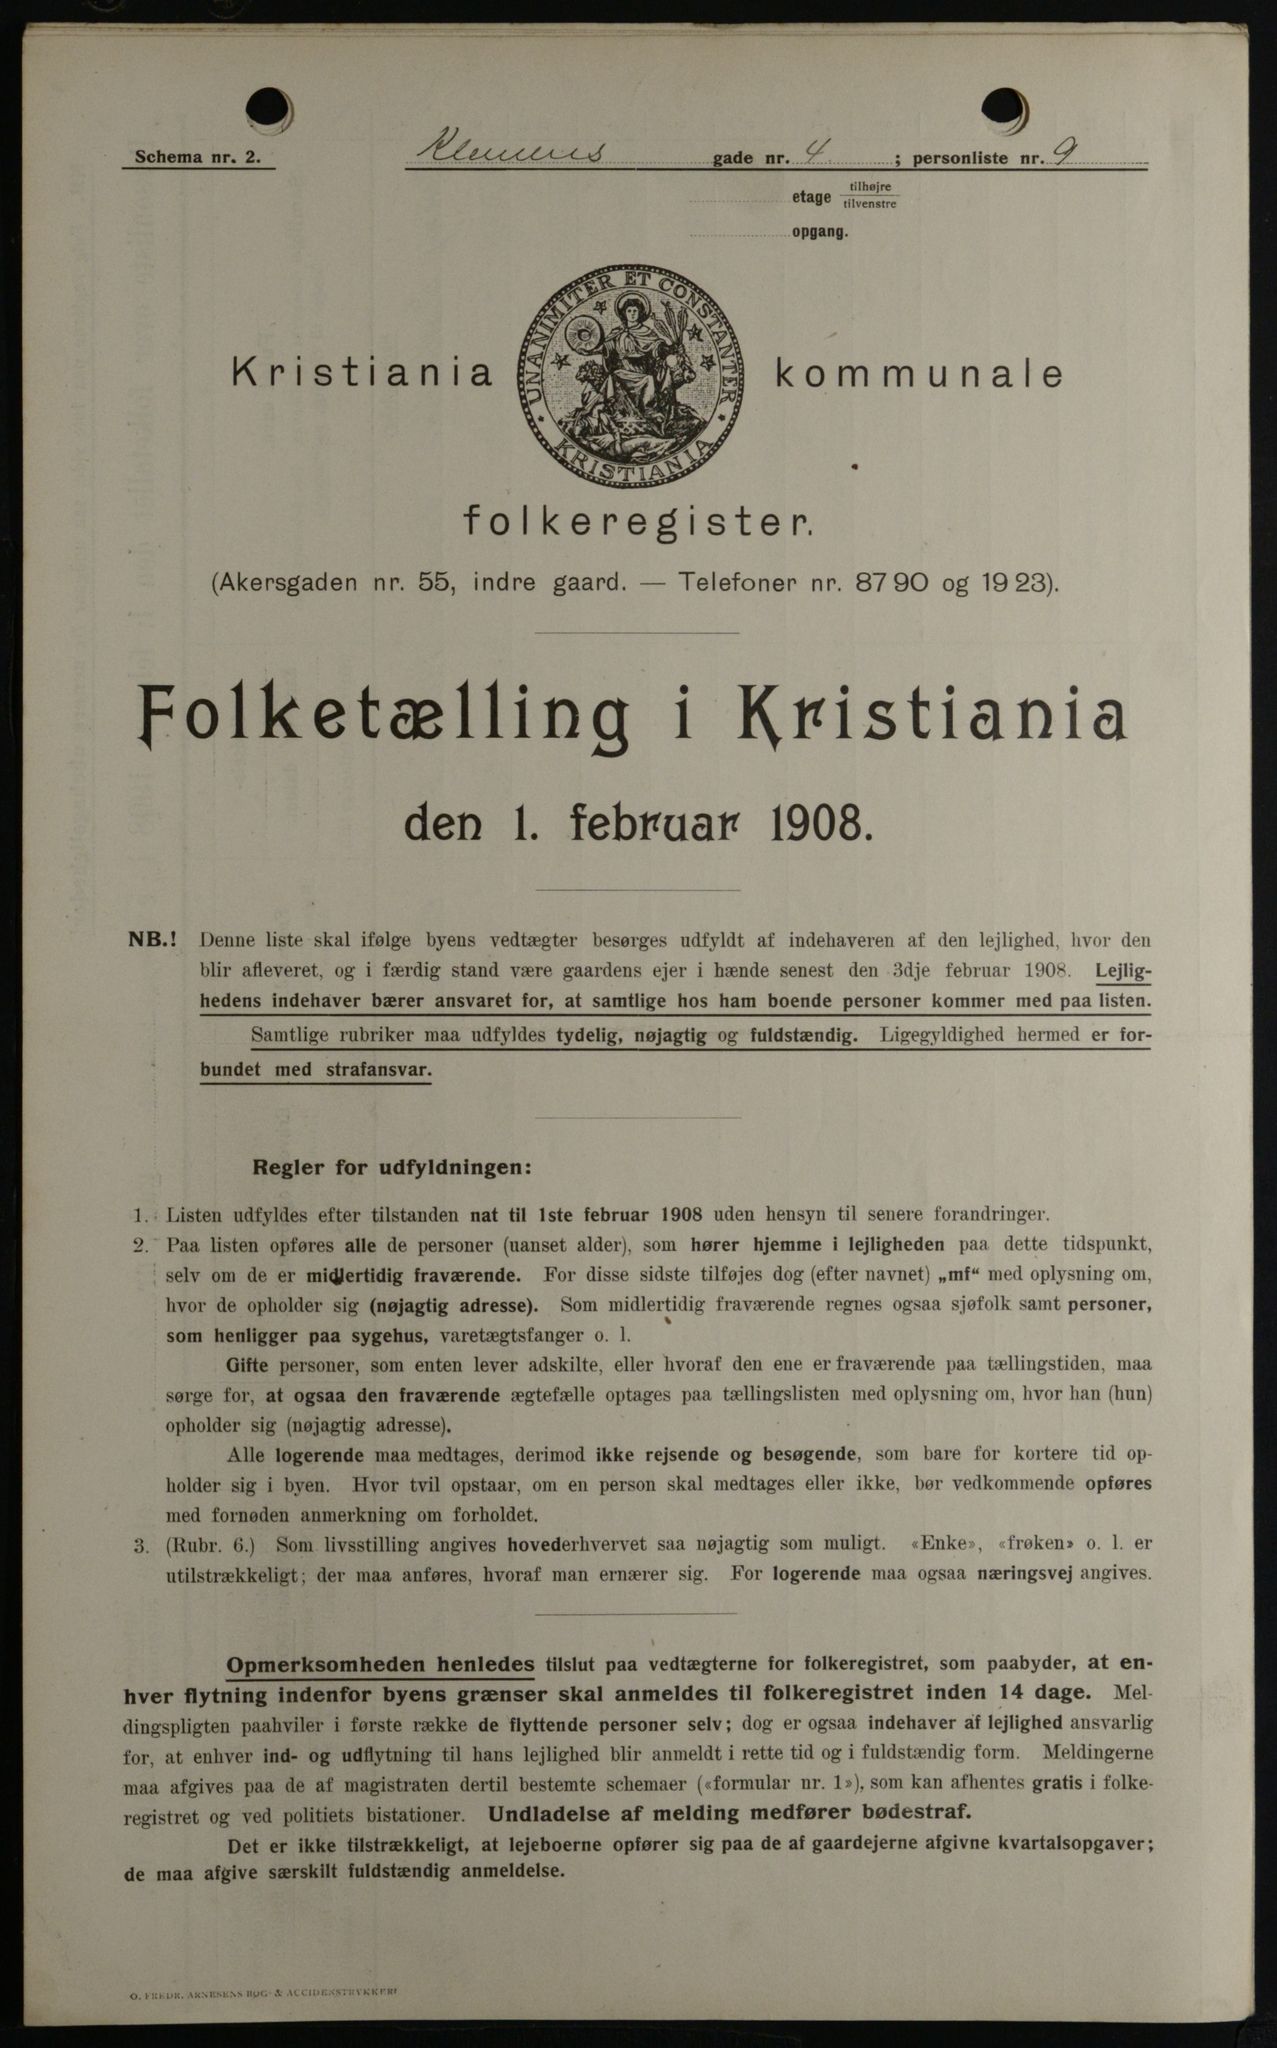 Schema nr. 2.
Klemens gade nr. 4 ; personliste nr. 9
etage tilhøjre
tilvenstre
opgang.
UNANIMITER ET CONSTANTER
KRISTIANIA
Kristiania kommunale
folkeregister.
(Akersgaden nr. 55, indre gaard. — Telefoner nr. 87 90 og 19 23).
Folketælling i Kristiania
den 1. februar 1908.
NB.! Denne liste skal ifølge byens vedtægter besørges udfyldt af indehaveren af den lejlighed, hvor den
blir afleveret, og i færdig stand være gaardens ejer i hænde senest den 3dje februar 1908. Lejlig-
hedens indehaver bærer ansvaret for, at samtlige hos ham boende personer kommer med paa listen.
Samtlige rubriker maa udfyldes tydelig, nøjagtig og fuldstændig. Ligegyldighed hermed er for-
bundet med strafansvar.
Regler for udfyldningen:
1. Listen udfyldes efter tilstanden nat til 1ste februar 1908 uden hensyn til senere forandringer.
2. Paa listen opføres alle de personer (uanset alder), som hører hjemme i lejligheden paa dette tidspunkt,
selv om de er midlertidig fraværende. For disse sidste tilføjes dog (efter navnet) „mf“ med oplysning om,
hvor de opholder sig (nøjagtig adresse). Som midlertidig fraværende regnes ogsaa sjøfolk samt personer,
som henligger paa sygehus, varetægtsfanger o. l.
Gifte personer, som enten lever adskilte, eller hvoraf den ene er fraværende paa tællingstiden, maa
sørge for, at ogsaa den fraværende ægtefælle optages paa tællingslisten med oplysning om, hvor han (hun)
opholder sig (nøjagtig adresse).
Alle logerende maa medtages, derimod ikke rejsende og besøgende, som bare for kortere tid op-
holder sig i byen. Hvor tvil opstaar, om en person skal medtages eller ikke, bør vedkommende opføres
med fornøden anmerkning om forholdet.
3. (Rubr. 6.) Som livsstilling angives hovederhvervet saa nøjagtig som muligt. «Enke», «frøken» o. l. er
utilstrækkeligt; der maa anføres, hvoraf man ernærer sig. For logerende maa ogsaa næringsvej angives.
Opmerksomheden henledes tilslut paa vedtægterne for folkeregistret, som paabyder, at en-
hver flytning indenfor byens grænser skal anmeldes til folkeregistret inden 14 dage. Mel-
dingspligten paahviler i første række de flyttende personer selv; dog er ogsaa indehaver af lejlighed ansvarlig
for, at enhver ind- og udflytning til hans lejlighed blir anmeldt i rette tid og i fuldstændig form. Meldingerne
maa afgives paa de af magistraten dertil bestemte schemaer («formular nr. 1»), som kan afhentes gratis i folke-
registret og ved politiets bistationer. Undladelse af melding medfører bødestraf.
Det er ikke tilstrækkeligt, at lejeboerne opfører sig paa de af gaardejerne afgivne kvartalsopgaver;
de maa afgive særskilt fuldstændig anmeldelse.
O. FREDR. ARNESENS BOG- & ACCIDENSTRYKKERI